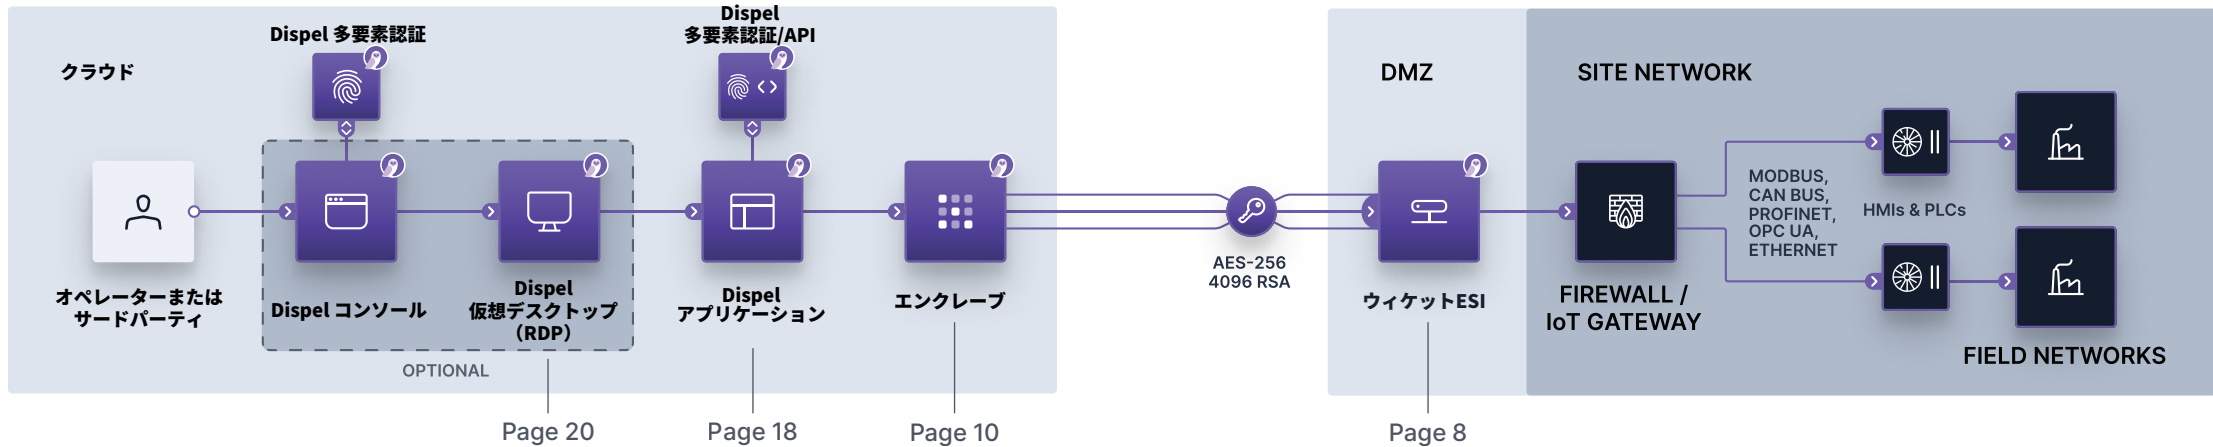 クラウド
Dispel 多要素認証
Dispel
多要素認証/API
オペレーターまたは
サードパーティ
Dispel コンソール
Dispel
仮想デスクトップ
（RDP）
OPTIONAL
Dispel
アプリケーション
エンクレーブ
AES-256
4096 RSA
DMZ
ウィケットESI
SITE NETWORK
FIREWALL /
IoT GATEWAY
MODBUS,
CAN BUS,
PROFINET,
OPC UA,
ETHERNET
HMIs & PLCs
FIELD NETWORKS
Page 20
Page 18
Page 10
Page 8